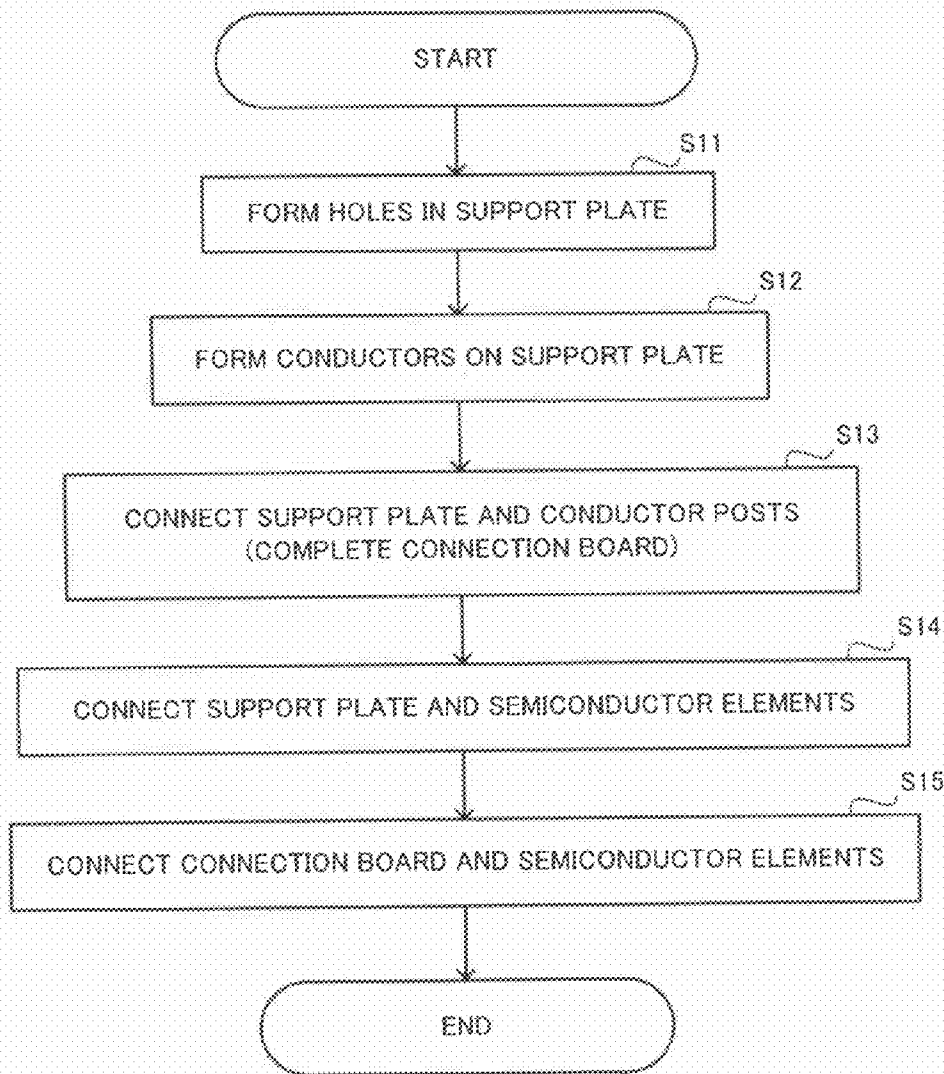 START
S11
FORM HOLES IN SUPPORT PLATE
S12
FORM CONDUCTORS ON SUPPORT PLATE
S13
CONNECT SUPPORT PLATE AND CONDUCTOR POSTS
(COMPLETE CONNECTION BOARD)
S14
CONNECT SUPPORT PLATE AND SEMICONDUCTOR ELEMENTS
S15
CONNECT CONNECTION BOARD AND SEMICONDUCTOR ELEMENTS
END